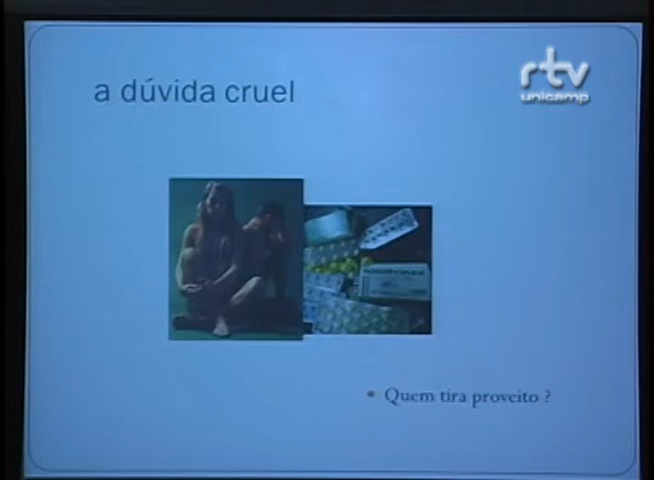 a dúvida cruel
rtv
unicamp
Quem tira proveito ?